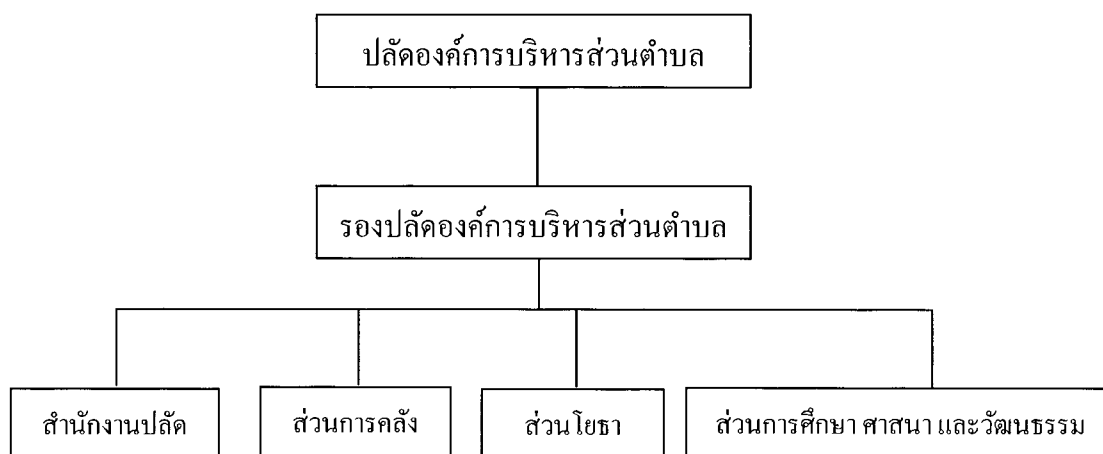 ปลัดองค์การบริหารส่วนตำบล
รองปลัดองค์การบริหารส่วนตำบล
สำนักงานปลัด
ส่วนการคลัง
ส่วนโยธา
ส่วนการศึกษา ศาสนา และวัฒนธรรม